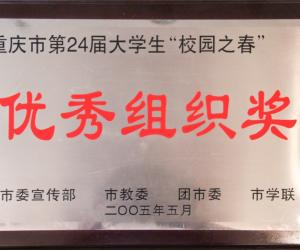 重庆市第24届大学生“校园之春”
优秀组织奖
市委宣传部 市教委 团市委 市学联
二〇〇五年五月